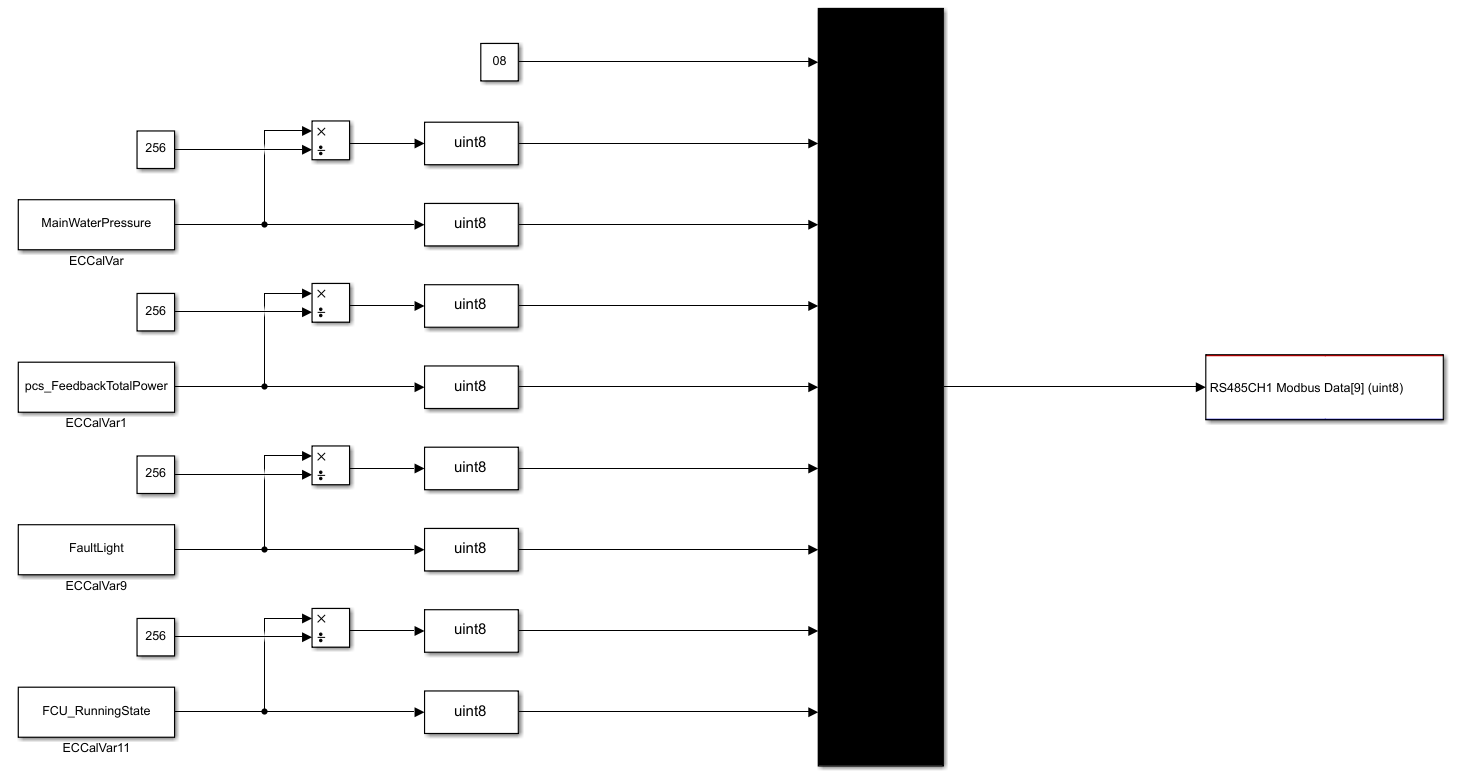 08
256
×
÷
uint8
MainWaterPressure
uint8
ECCalVar
256
×
÷
uint8
pcs_FeedbackTotalPower
uint8
RS485CH1 Modbus Data[9] (uint8)
ECCalVar1
256
×
÷
uint8
FaultLight
uint8
ECCalVar9
256
×
÷
uint8
FCU_RunningState
uint8
ECCalVar11